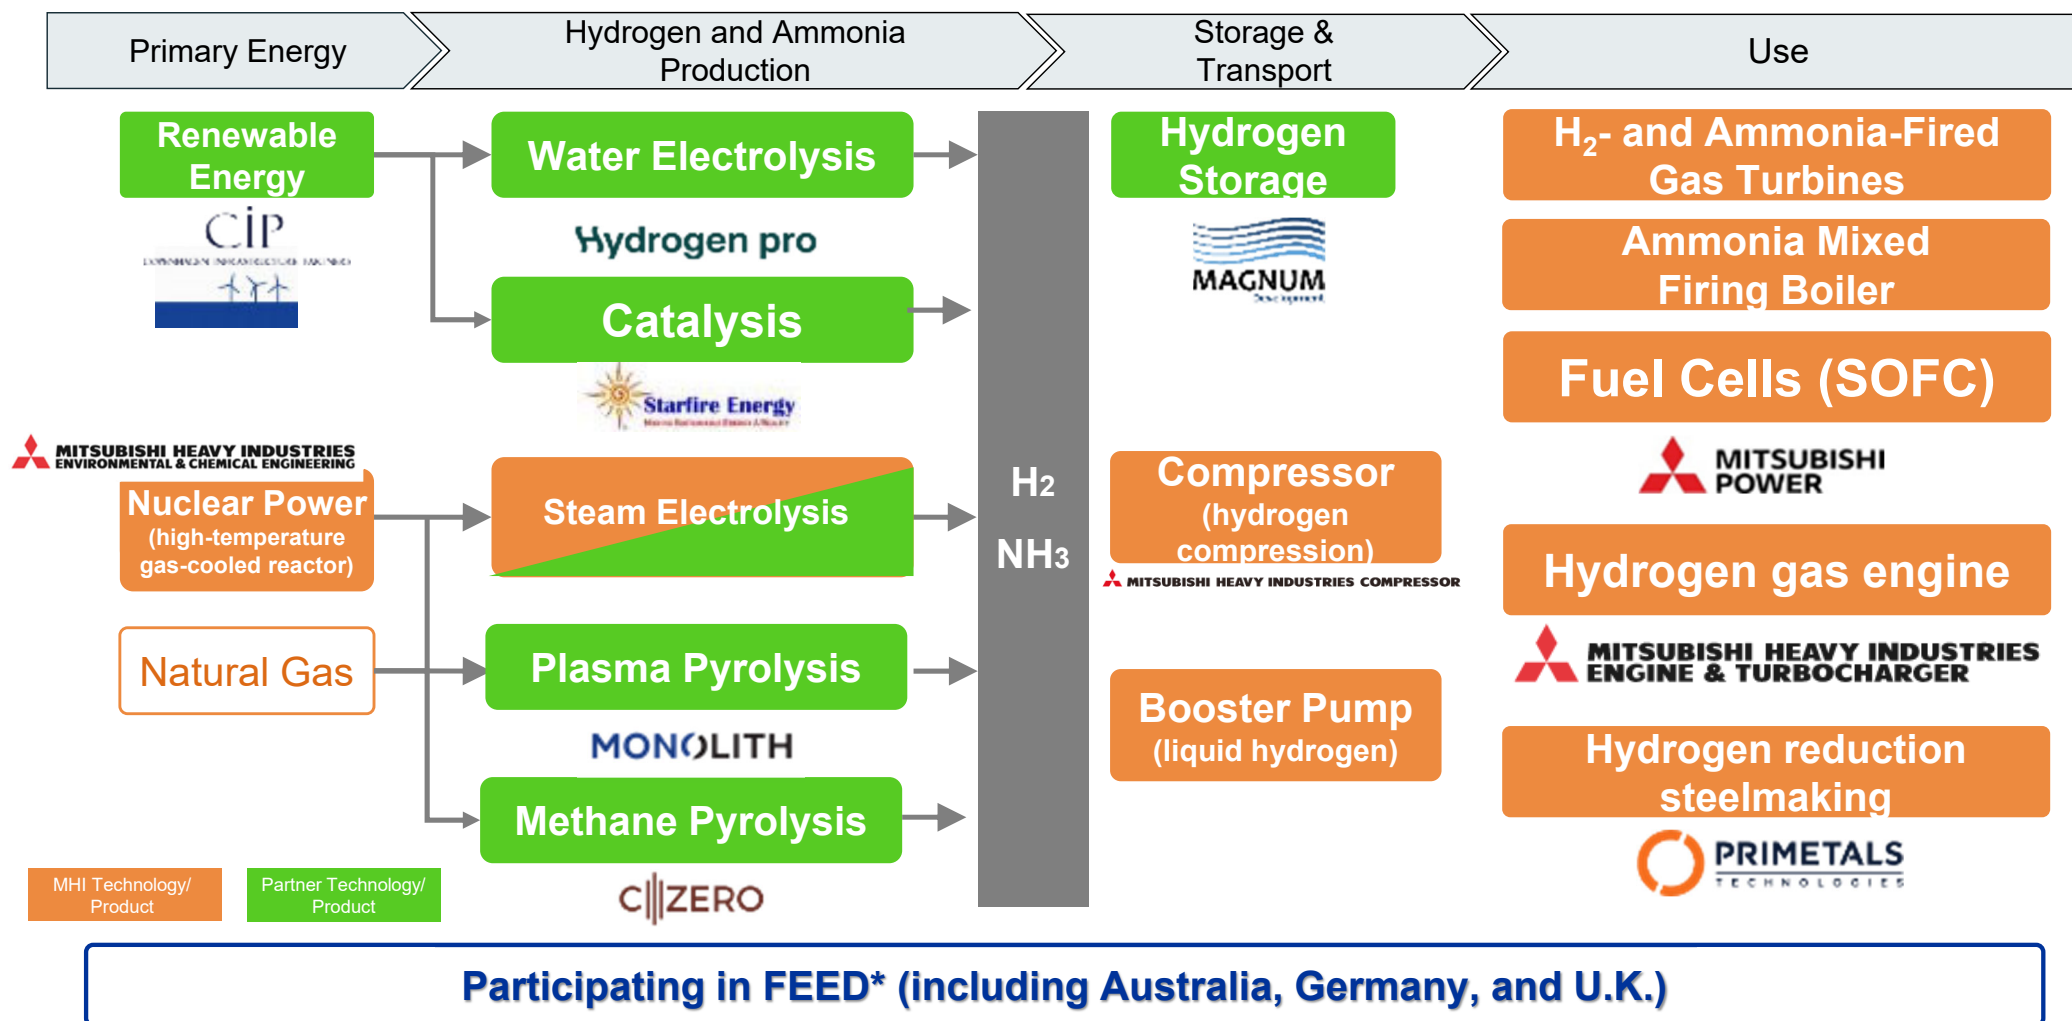 Primary Energy
Hydrogen and Ammonia
Production
Storage &
Transport
Use
Renewable
Energy
CIP
COPENHAGEN INFRASTRUCTURE PARTNERS
Water Electrolysis
Hydrogen pro
Catalysis
Starfire Energy
MITSUBISHI HEAVY INDUSTRIES
ENVIRONMENTAL & CHEMICAL ENGINEERING
Nuclear Power
(high-temperature
gas-cooled reactor)
Steam Electrolysis
Natural Gas
Plasma Pyrolysis
MONOLITH
Methane Pyrolysis
C|||ZERO
H2
NH3
Hydrogen
Storage
MAGNUM
Development
Compressor
(hydrogen
compression)
MITSUBISHI HEAVY INDUSTRIES COMPRESSOR
Booster Pump
(liquid hydrogen)
H₂- and Ammonia-Fired
Gas Turbines
Ammonia Mixed
Firing Boiler
Fuel Cells (SOFC)
MITSUBISHI
POWER
Hydrogen gas engine
MITSUBISHI HEAVY INDUSTRIES
ENGINE & TURBOCHARGER
Hydrogen reduction
steelmaking
PRIMETALS
TECHNOLOGIES
MHI Technology/
Product
Partner Technology/
Product
Participating in FEED* (including Australia, Germany, and U.K.)